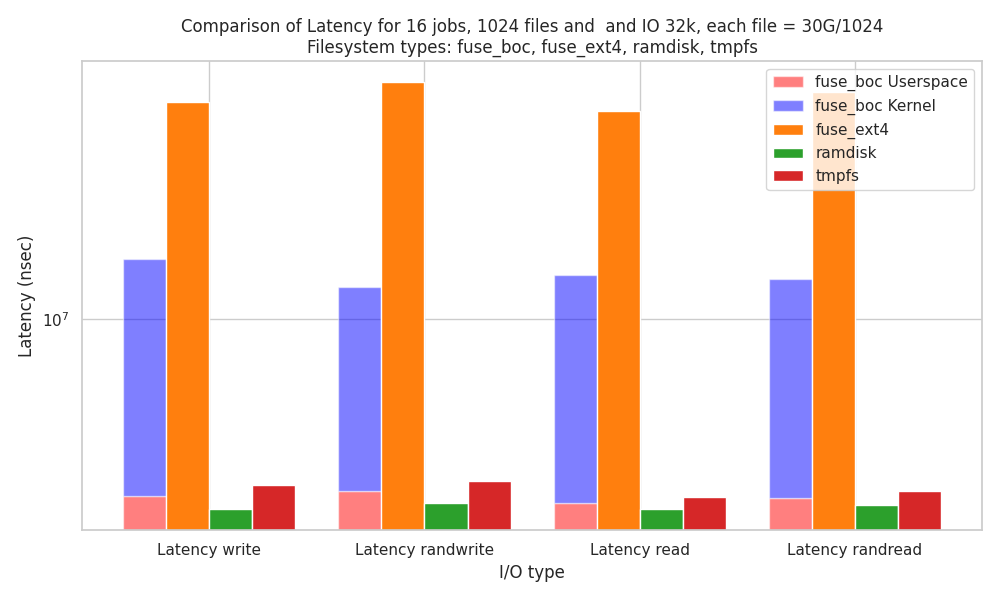 Comparison of Latency for 16 jobs, 1024 files and  and IO 32k, each file = 30G/1024
Filesystem types: fuse_boc, fuse_ext4, ramdisk, tmpfs
fuse_boc Userspace
fuse_boc Kernel
fuse_ext4
ramdisk
tmpfs
Latency (nsec)
10⁷
Latency write
Latency randwrite
Latency read
Latency randread
I/O type